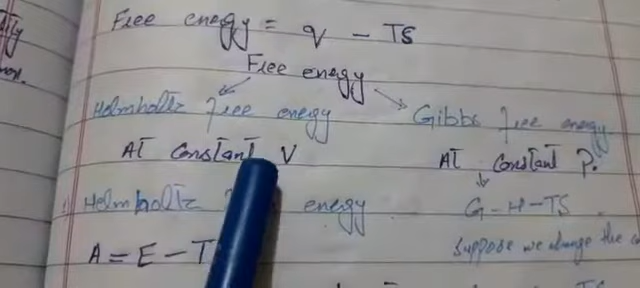 Free energy = q - TS
Free energy
Helmholtz free energy
Gibbs free energy
At constant V
At constant P.
Helmholtz energy
G - H - TS
A = E - T
Suppose we change the
TS